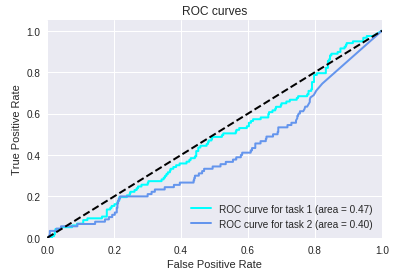 ROC curves
True Positive Rate
1.0
0.8
0.6
0.4
0.2
0.0
ROC curve for task 1 (area = 0.47)
ROC curve for task 2 (area = 0.40)
0.0 0.2 0.4 0.6 0.8 1.0
False Positive Rate